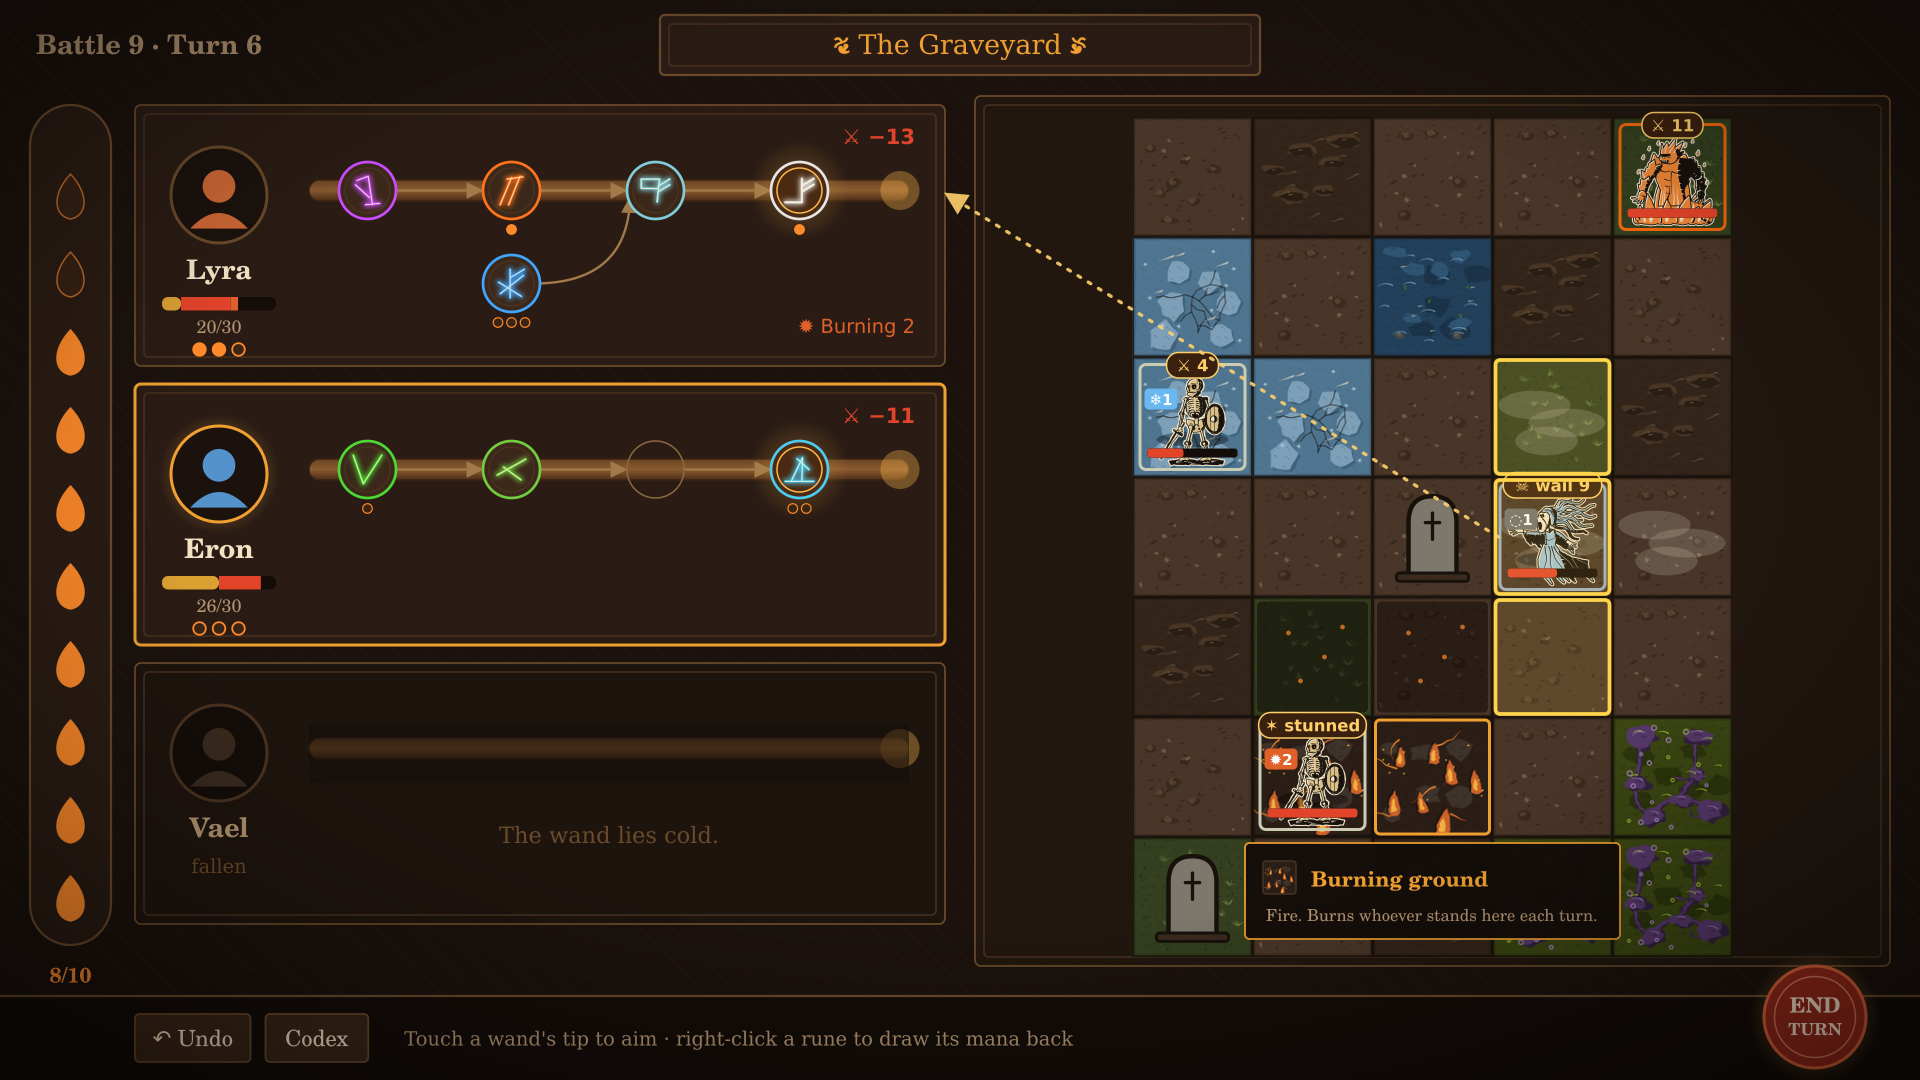 Battle 9 · Turn 6
The Graveyard
⚔ −13
Lyra
20/30
✹ Burning 2
⚔ −11
Eron
26/30
Vael
fallen
The wand lies cold.
8/10
⚔ 11
⚔ 4
❄1
☠ wail 9
1
✶ stunned
✹2
Burning ground
Fire. Burns whoever stands here each turn.
↶ Undo
Codex
Touch a wand's tip to aim · right-click a rune to draw its mana back
END
TURN